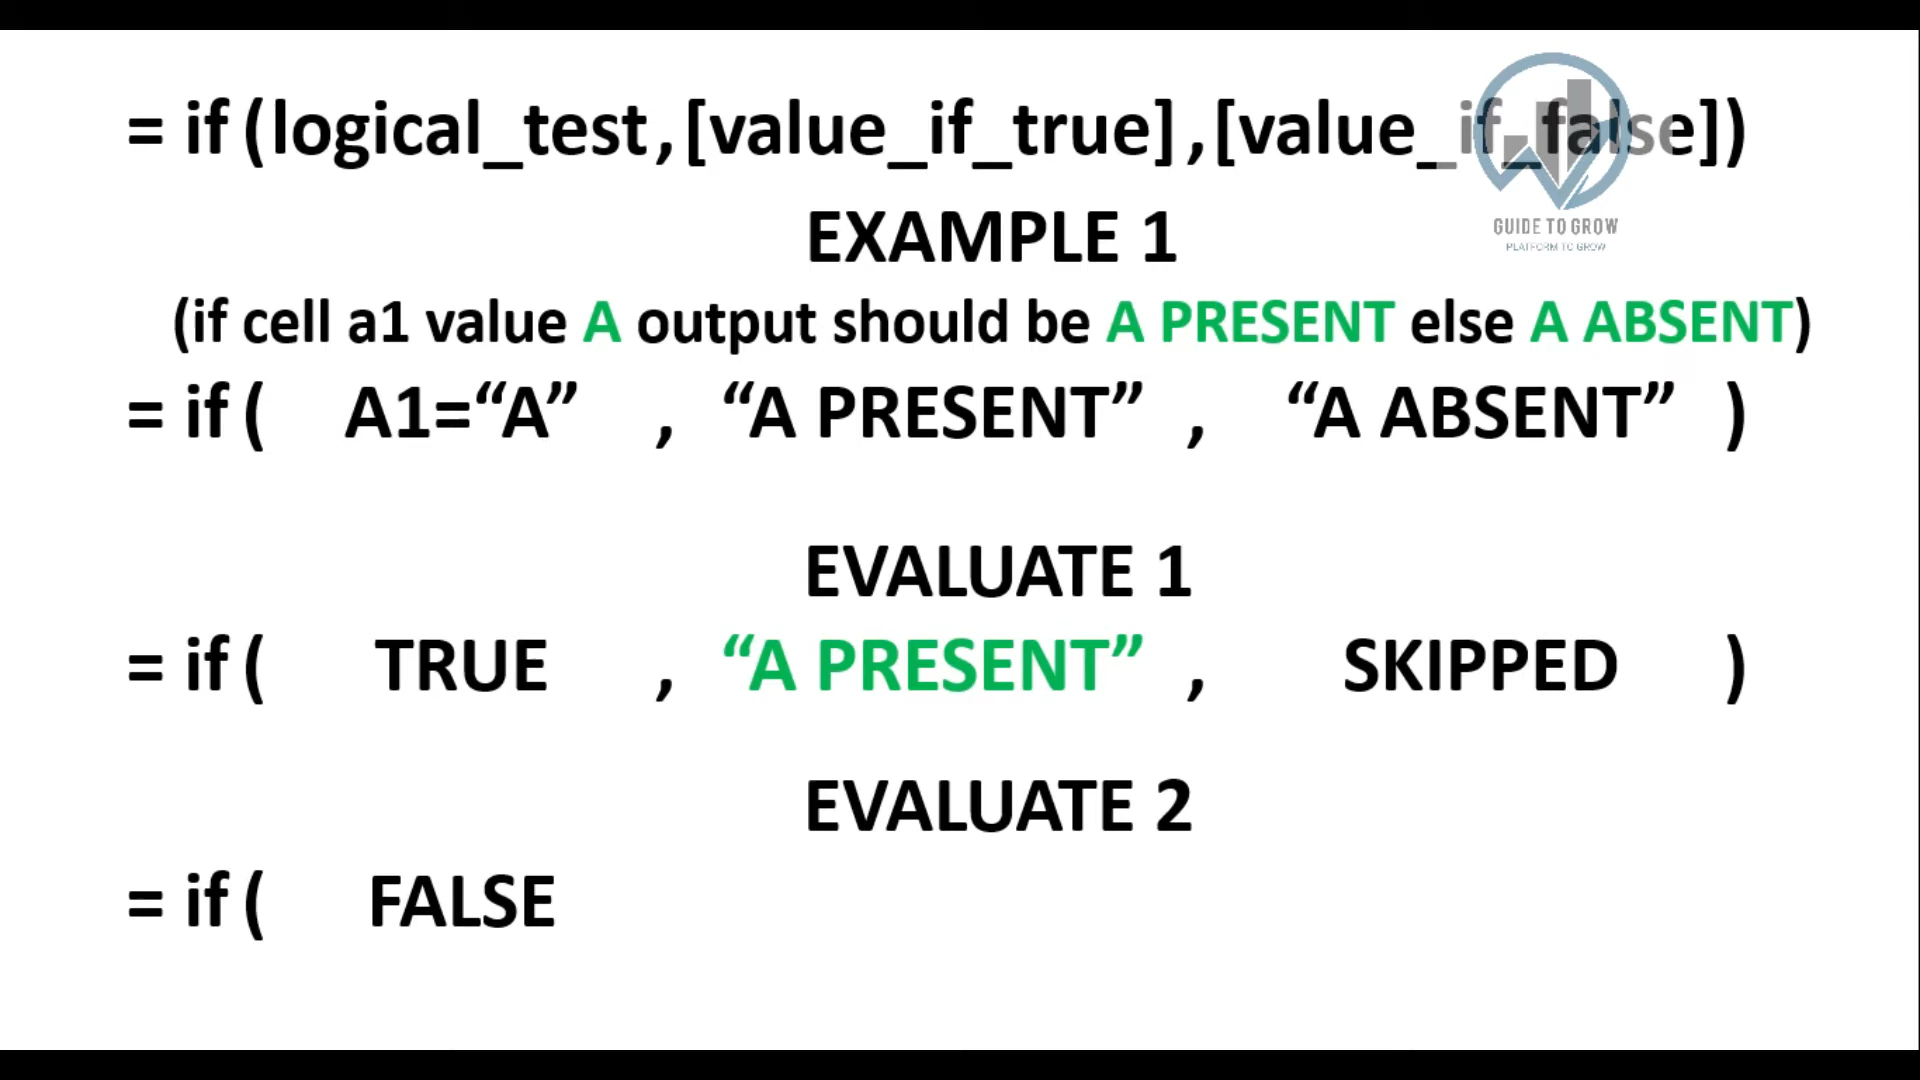 = if (logical_test , [value_if_true] , [value_if_false])
GUIDE TO GROW
PLATFORM TO GROW
EXAMPLE 1
(if cell a1 value A output should be A PRESENT else A ABSENT)
= if ( A1=“A” , “A PRESENT” , “A ABSENT” )
EVALUATE 1
= if ( TRUE , “A PRESENT” , SKIPPED )
EVALUATE 2
= if ( FALSE